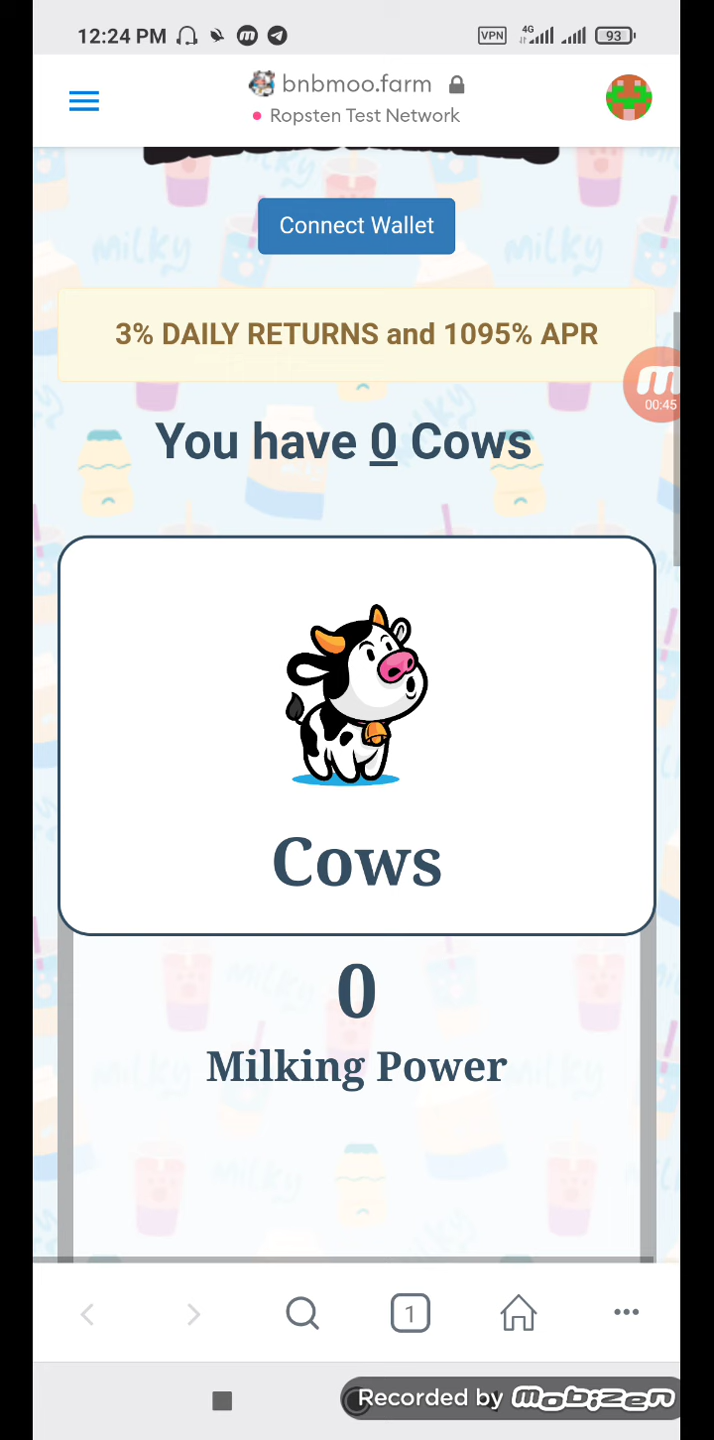 12:24 PM
VPN 4G 93
bnbmoo.farm
Ropsten Test Network
Connect Wallet
3% DAILY RETURNS and 1095% APR
00:45
You have 0 Cows
Cows
0
Milking Power
1
Recorded by mobizen